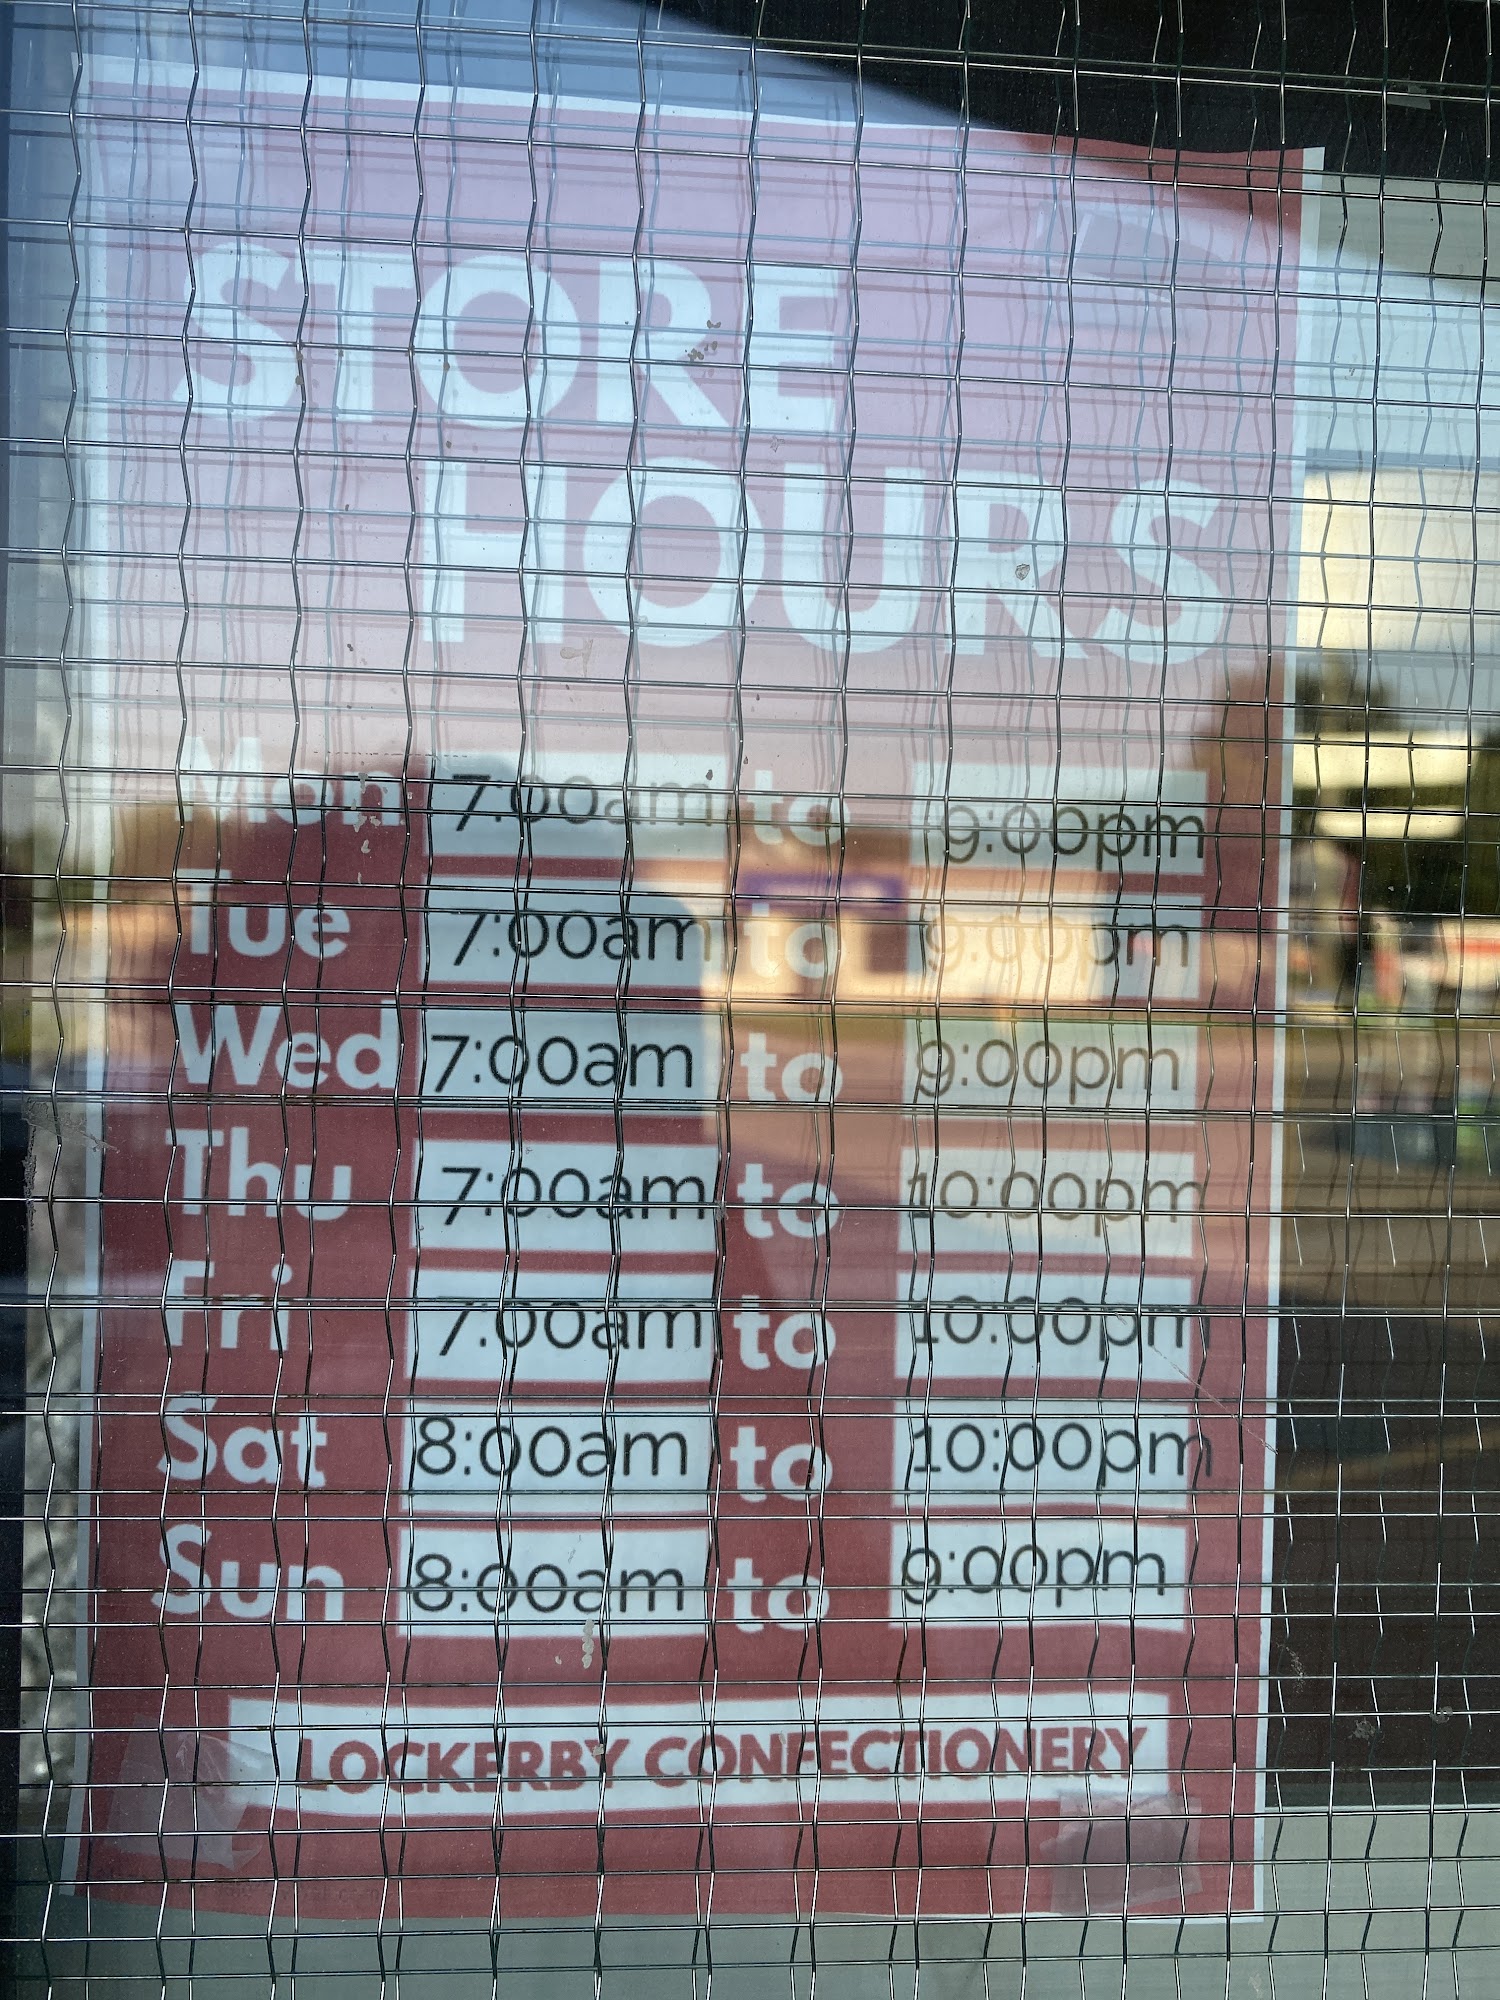 STORE
HOURS
Mon 7:00am to 9:00pm
Tue 7:00am to 9:00pm
Wed 7:00am to 9:00pm
Thu 7:00am to 10:00pm
Fri 7:00am to 10:00pm
Sat 8:00am to 10:00pm
Sun 8:00am to 9:00pm
LOCKERBY CONFECTIONERY